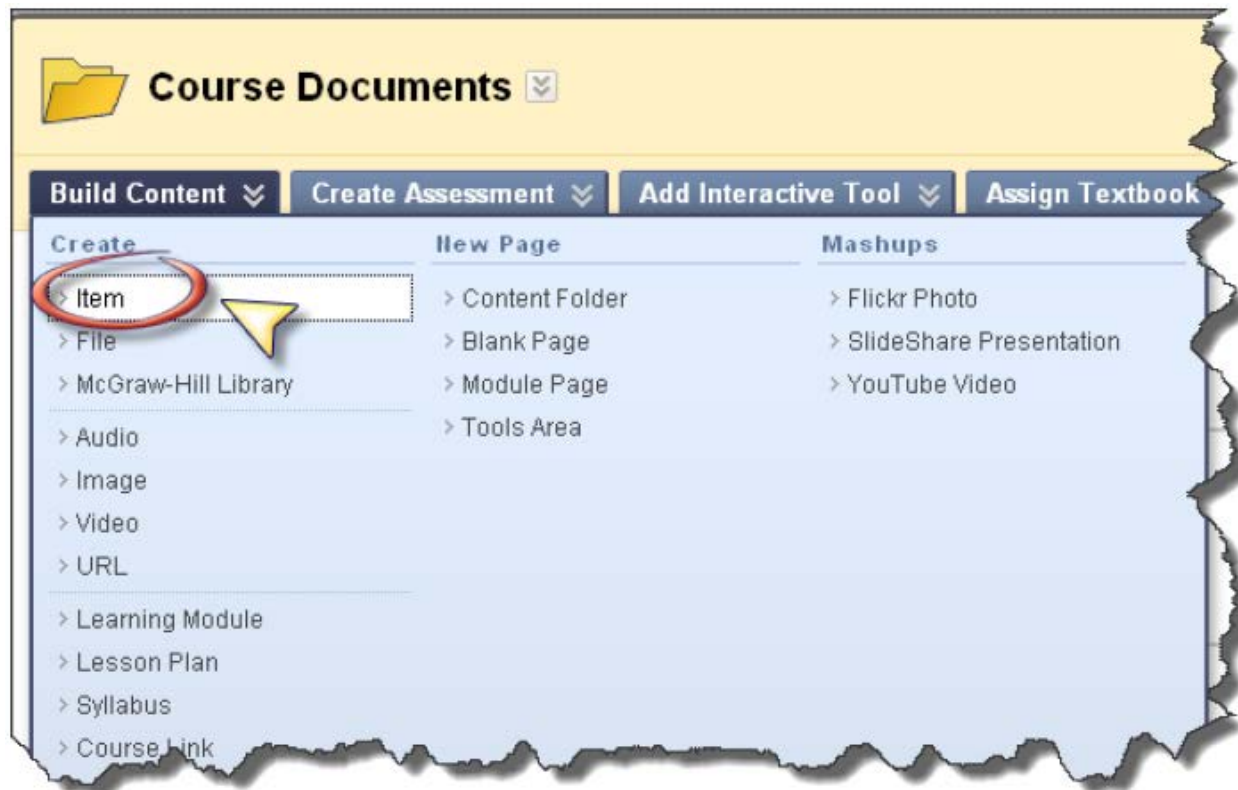 Course Documents
Build Content
Create Assessment
Add Interactive Tool
Assign Textbook
Create
Item
File
McGraw-Hill Library
Audio
Image
Video
URL
Learning Module
Lesson Plan
Syllabus
Course Link
New Page
Content Folder
Blank Page
Module Page
Tools Area
Mashups
Flickr Photo
SlideShare Presentation
YouTube Video